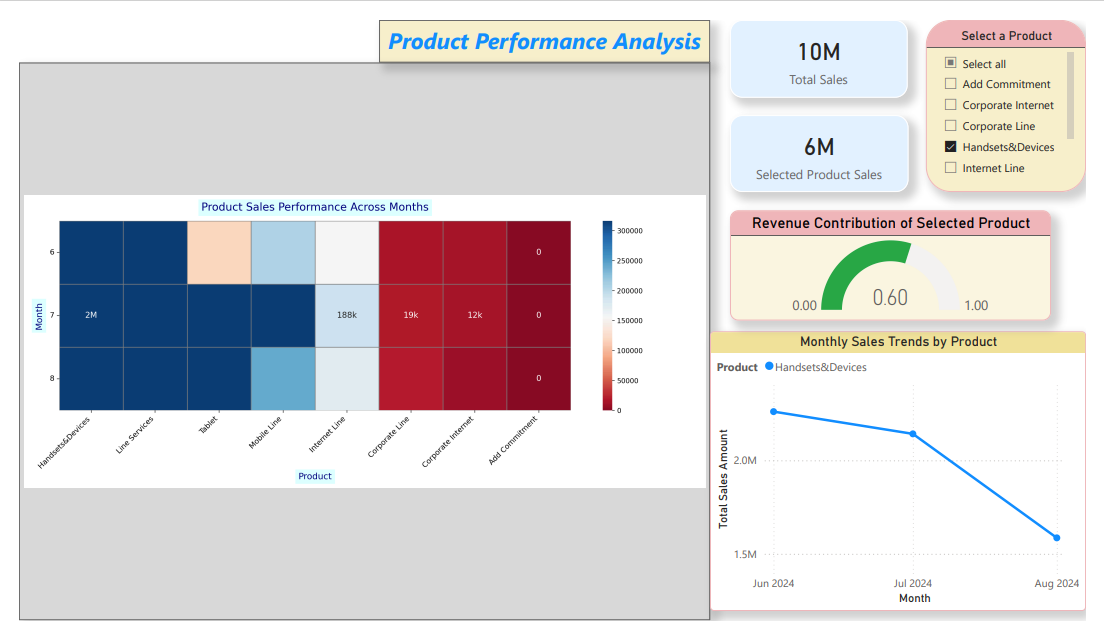 Product Performance Analysis
10M
Total Sales
6M
Selected Product Sales
Select a Product
Select all
Add Commitment
Corporate Internet
Corporate Line
Handsets&Devices
Internet Line
Revenue Contribution of Selected Product
0.00
0.60
1.00
Product Sales Performance Across Months
Month
6
0
7
2M
188k
19k
12k
0
8
0
300000
250000
200000
150000
100000
50000
0
Handsets&Devices
Line Services
Tablet
Mobile Line
Internet Line
Corporate Line
Corporate Internet
Add Commitment
Product
Monthly Sales Trends by Product
Product Handsets&Devices
Total Sales Amount
2.0M
1.5M
Jun 2024
Jul 2024
Aug 2024
Month